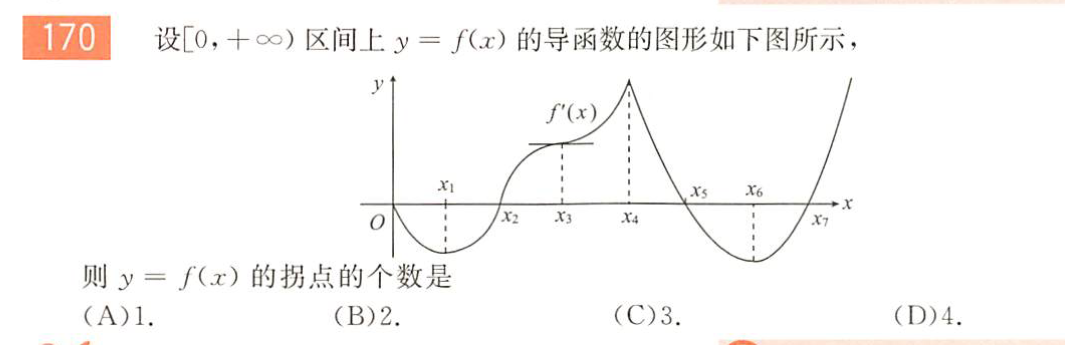 170 设[0, +∞) 区间上 y = f(x) 的导函数的图形如下图所示，
y
f′(x)
x₁
x₅
x₆
x
O
x₂
x₃
x₄
x₇
则 y = f(x) 的拐点的个数是
(A)1.
(B)2.
(C)3.
(D)4.